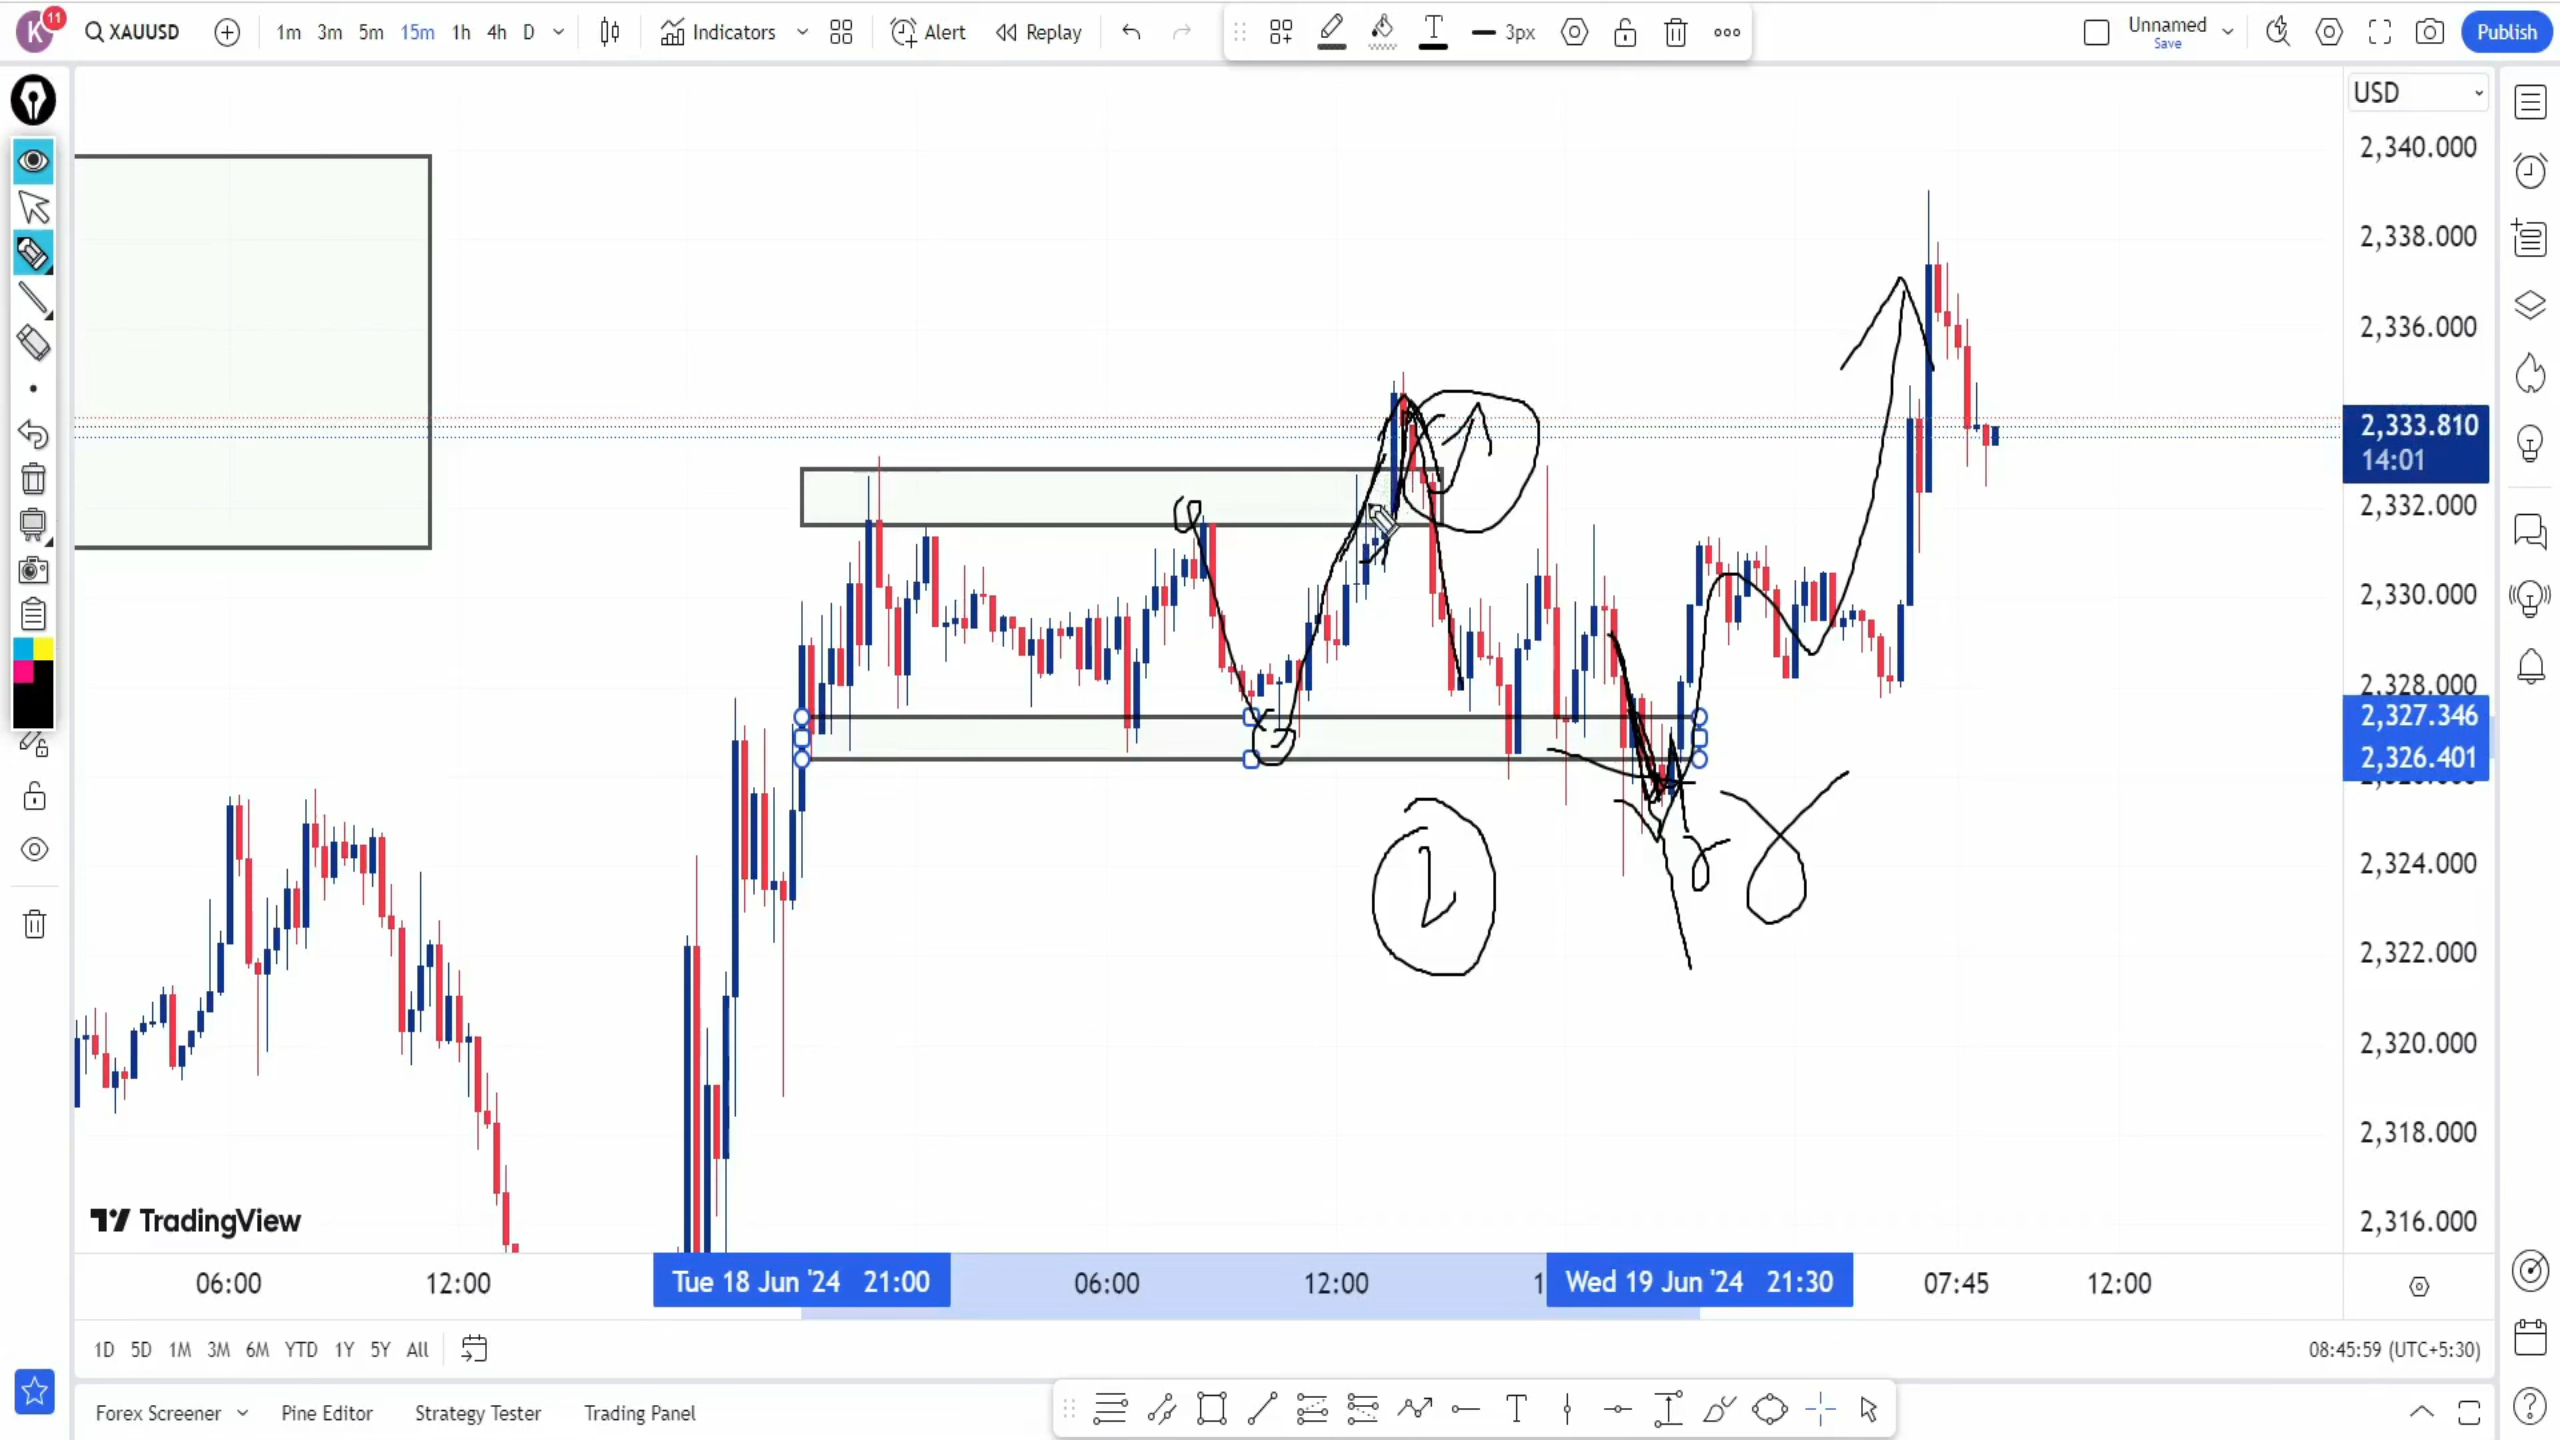 K 11 XAUUSD 1m 3m 5m 15m 1h 4h D Indicators Alert Replay T 3px Unnamed Publish
Save
USD
2,340.000
2,338.000
2,336.000
2,333.810
14:01
2,332.000
2,330.000
2,328.000
2,327.346
2,326.401
2,324.000
2,322.000
2,320.000
2,318.000
2,316.000
TradingView
06:00 12:00 Tue 18 Jun '24 21:00 06:00 12:00 1 Wed 19 Jun '24 21:30 07:45 12:00
1D 5D 1M 3M 6M YTD 1Y 5Y All 08:45:59 (UTC+5:30)
Forex Screener Pine Editor Strategy Tester Trading Panel T